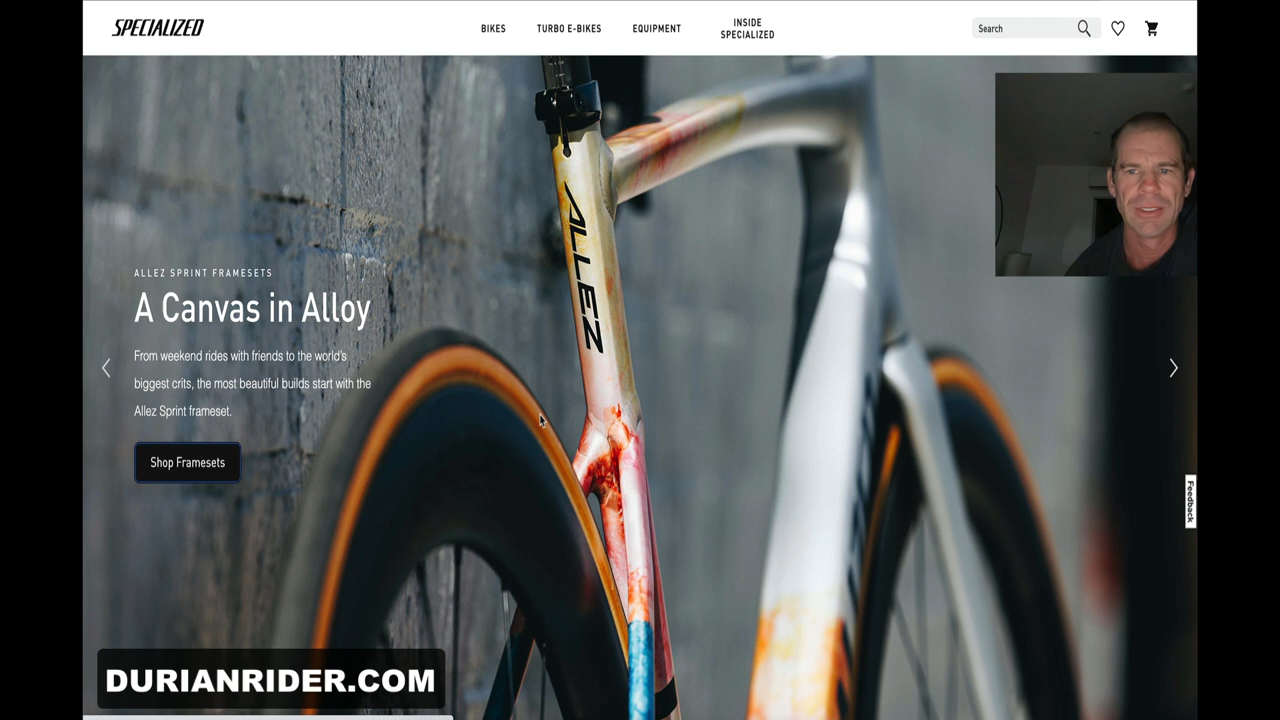 SPECIALIZED
BIKES
TURBO E-BIKES
EQUIPMENT
INSIDE
SPECIALIZED
Search
ALLEZ
ALLEZ SPRINT FRAMESETS
A Canvas in Alloy
From weekend rides with friends to the world's
biggest crits, the most beautiful builds start with the
Allez Sprint frameset.
Shop Framesets
Feedback
DURIANRIDER.COM